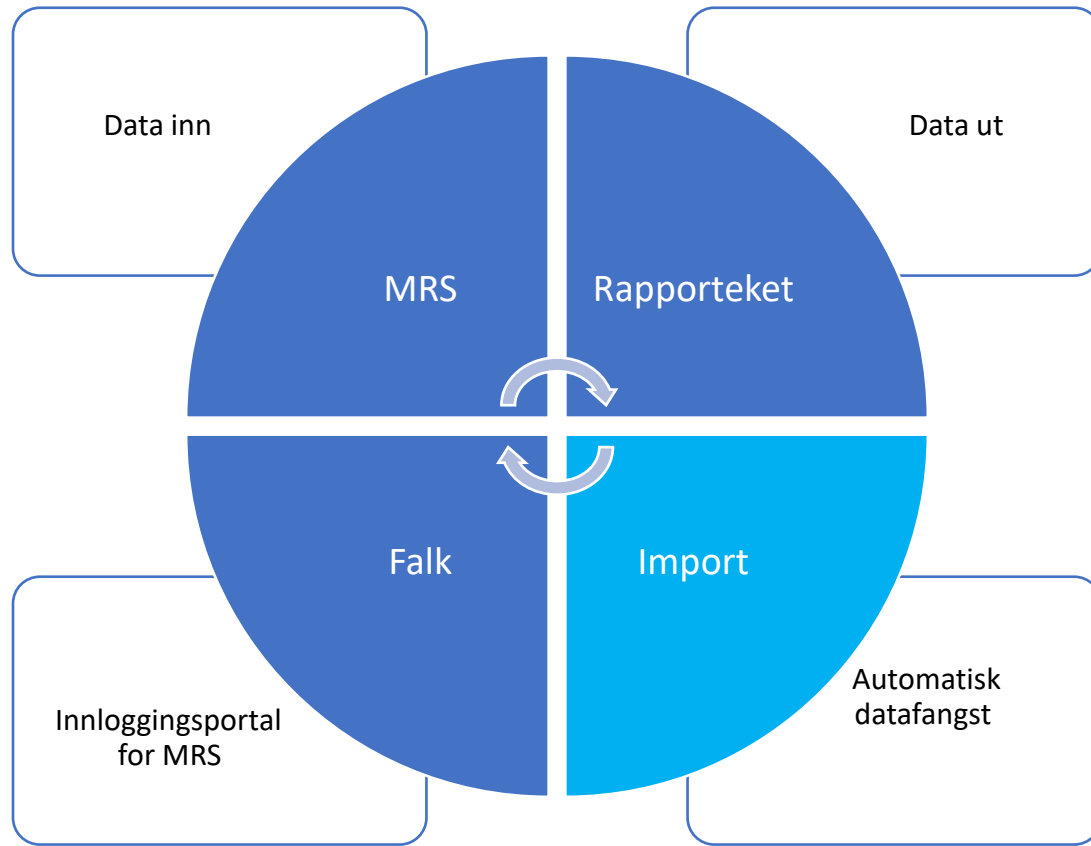 Data inn
Data ut
MRS
Rapporteket
Falk
Import
Innloggingsportal
for MRS
Automatisk
datafangst